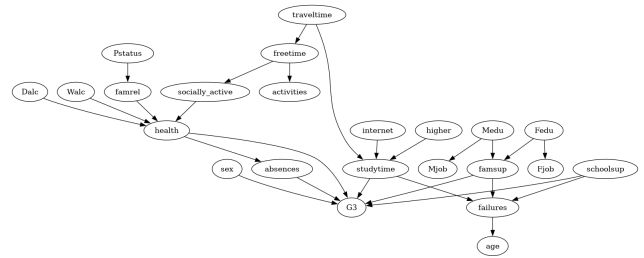 traveltime
Pstatus
freetime
Dalc
Walc
famrel
socially_active
activities
health
internet
higher
Medu
Fedu
sex
absences
studytime
Mjob
famsup
Fjob
schoolsup
G3
failures
age